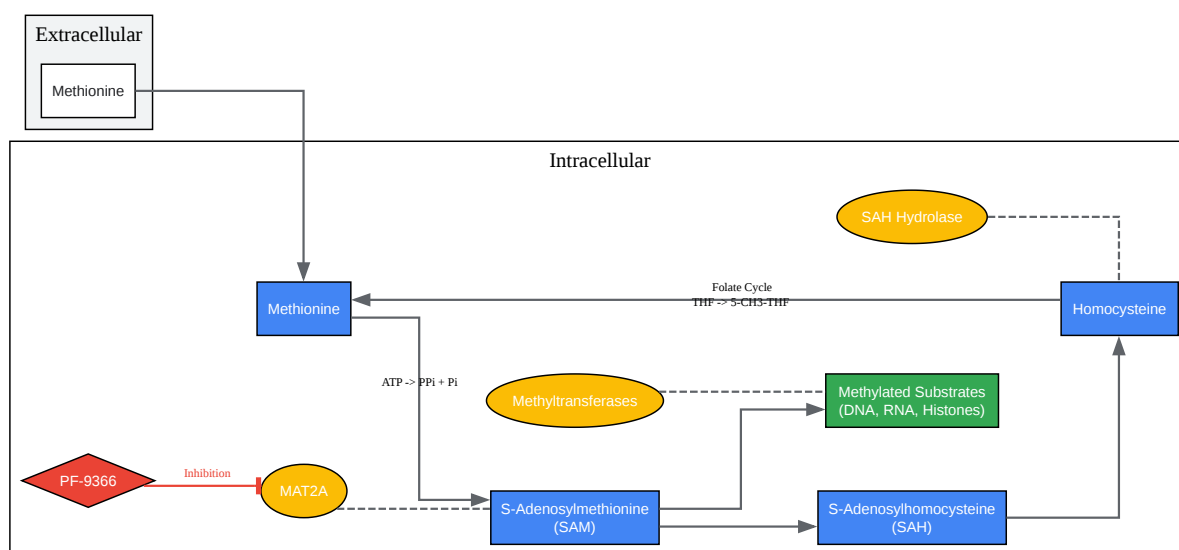 Extracellular
Methionine
Intracellular
SAH Hydrolase
Folate Cycle
THF -> 5-CH3-THF
Methionine
Homocysteine
ATP -> PPi + Pi
Methyltransferases
Methylated Substrates
(DNA, RNA, Histones)
PF-9366
Inhibition
MAT2A
S-Adenosylmethionine
(SAM)
S-Adenosylhomocysteine
(SAH)